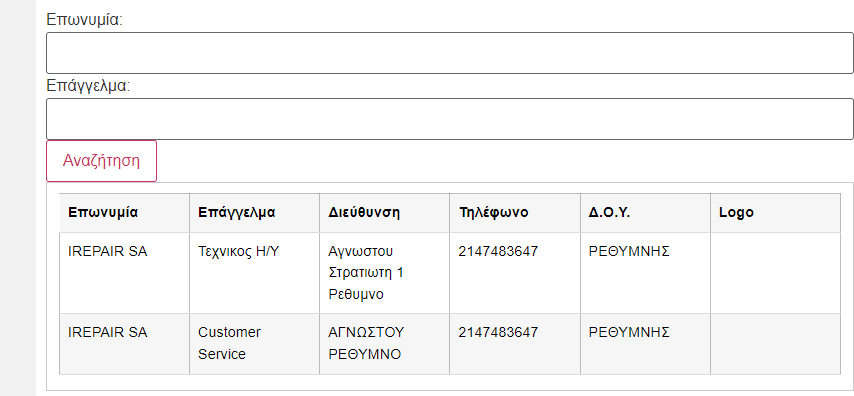 Επωνυμία:
Επάγγελμα:
Αναζήτηση
Επωνυμία Επάγγελμα Διεύθυνση Τηλέφωνο Δ.Ο.Υ. Logo
IREPAIR SA Τεχνικος Η/Υ Αγνωστου 2147483647 ΡΕΘΥΜΝΗΣ
Στρατιωτη 1
Ρεθυμνο
IREPAIR SA Customer ΑΓΝΩΣΤΟΥ 2147483647 ΡΕΘΥΜΝΗΣ
Service ΡΕΘΥΜΝΟ